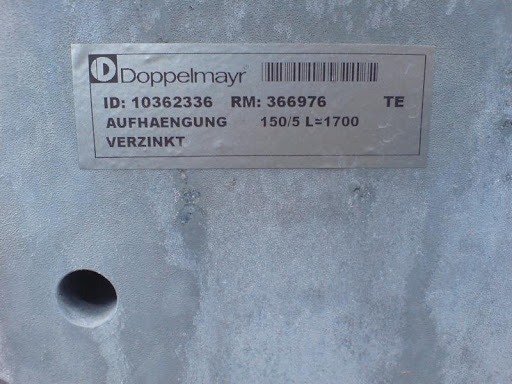 Doppelmayr
ID: 10362336 RM: 366976 TE
AUFHAENGUNG 150/5 L=1700
VERZINKT